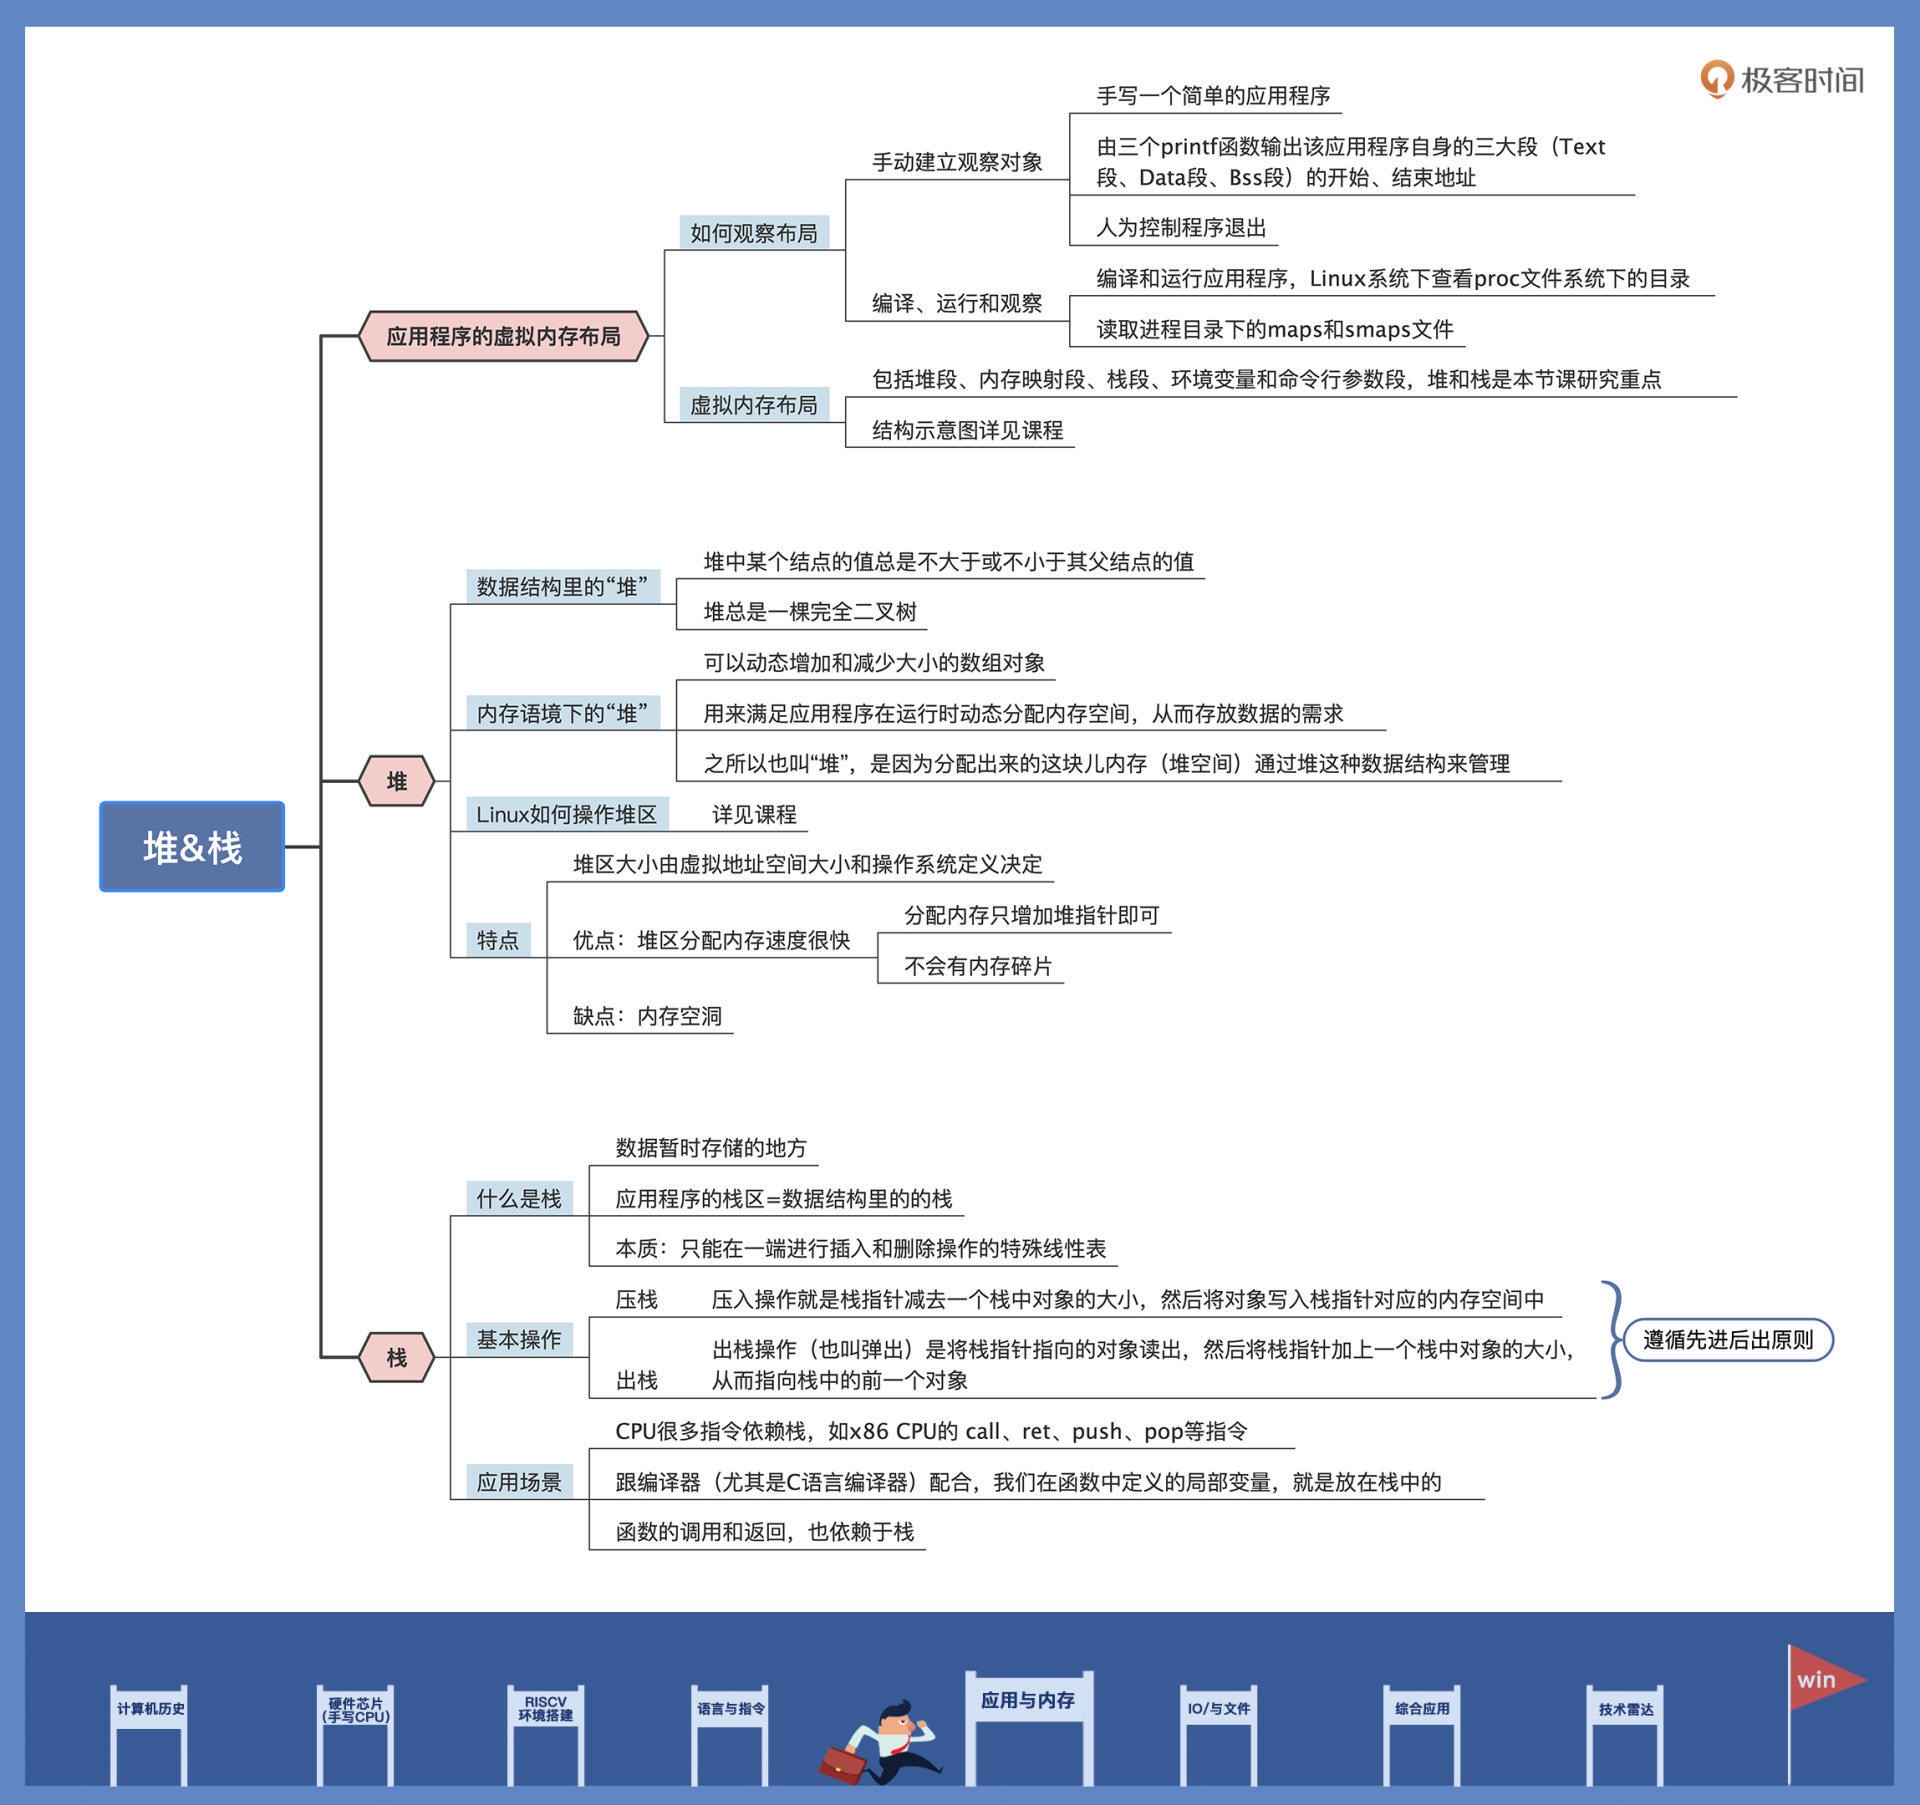 极客时间
堆&栈
应用程序的虚拟内存布局
如何观察布局
手动建立观察对象
手写一个简单的应用程序
由三个printf函数输出该应用程序自身的三大段（Text
段、Data段、Bss段）的开始、结束地址
人为控制程序退出
编译、运行和观察
编译和运行应用程序，Linux系统下查看proc文件系统下的目录
读取进程目录下的maps和smaps文件
虚拟内存布局
包括堆段、内存映射段、栈段、环境变量和命令行参数段，堆和栈是本节课研究重点
结构示意图详见课程
堆
数据结构里的“堆”
堆中某个结点的值总是不大于或不小于其父结点的值
堆总是一棵完全二叉树
内存语境下的“堆”
可以动态增加和减少大小的数组对象
用来满足应用程序在运行时动态分配内存空间，从而存放数据的需求
之所以也叫“堆”，是因为分配出来的这块儿内存（堆空间）通过堆这种数据结构来管理
Linux如何操作堆区
详见课程
特点
堆区大小由虚拟地址空间大小和操作系统定义决定
优点：堆区分配内存速度很快
分配内存只增加堆指针即可
不会有内存碎片
缺点：内存空洞
栈
什么是栈
数据暂时存储的地方
应用程序的栈区=数据结构里的的栈
本质：只能在一端进行插入和删除操作的特殊线性表
基本操作
压栈
压入操作就是栈指针减去一个栈中对象的大小，然后将对象写入栈指针对应的内存空间中
出栈
出栈操作（也叫弹出）是将栈指针指向的对象读出，然后将栈指针加上一个栈中对象的大小，
从而指向栈中的前一个对象
遵循先进后出原则
应用场景
CPU很多指令依赖栈，如x86 CPU的 call、ret、push、pop等指令
跟编译器（尤其是C语言编译器）配合，我们在函数中定义的局部变量，就是放在栈中的
函数的调用和返回，也依赖于栈
计算机历史
硬件芯片
(手写CPU)
RISCV
环境搭建
语言与指令
应用与内存
IO/与文件
综合应用
技术雷达
win